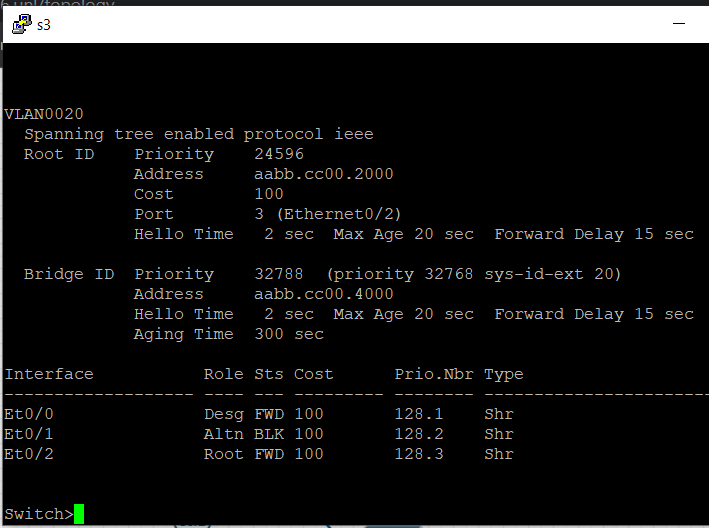 s3
VLAN0020
  Spanning tree enabled protocol ieee
  Root ID    Priority    24596
             Address     aabb.cc00.2000
             Cost        100
             Port        3 (Ethernet0/2)
             Hello Time   2 sec  Max Age 20 sec  Forward Delay 15 sec
  Bridge ID  Priority    32788  (priority 32768 sys-id-ext 20)
             Address     aabb.cc00.4000
             Hello Time   2 sec  Max Age 20 sec  Forward Delay 15 sec
             Aging Time  300 sec
Interface           Role Sts Cost      Prio.Nbr Type
------------------- ---- --- --------- -------- --------------------------------
Et0/0               Desg FWD 100       128.1    Shr
Et0/1               Altn BLK 100       128.2    Shr
Et0/2               Root FWD 100       128.3    Shr
Switch>